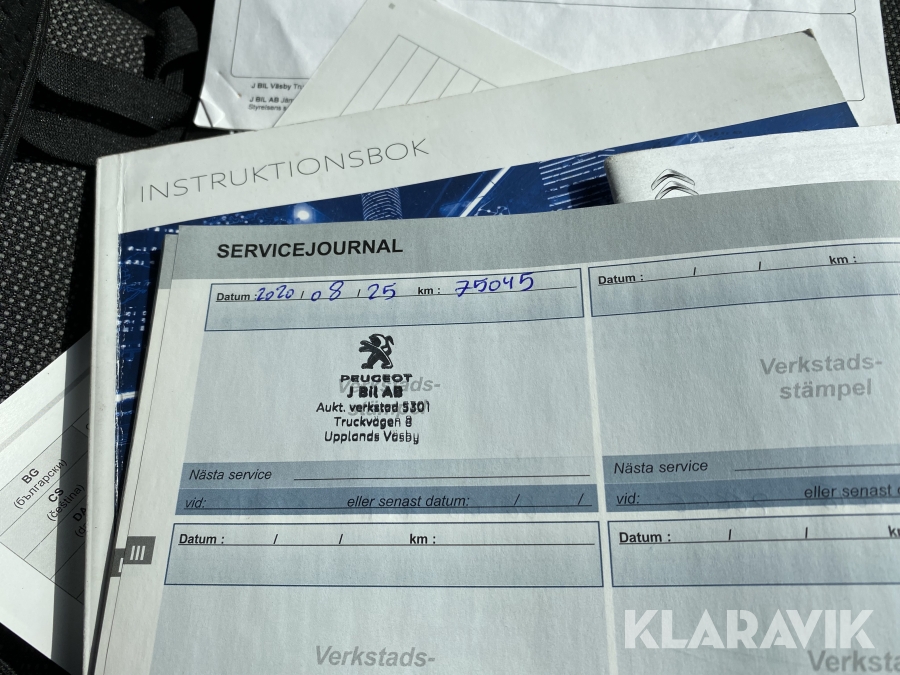 J BIL Väsby
J BIL AB
INSTRUKTIONSBOK
SERVICEJOURNAL
Datum : 2020 / 08 / 25 km : 75045
Datum : / / km :
PEUGEOT
Verkstads-
J Bil AB
Aukt. verkstad 5301
Truckvägen 8
Upplands Väsby
Verkstads-
stämpel
Nästa service
vid: eller senast datum: / /
Nästa service
vid: eller senast
Datum : / / km :
Datum : / /
Verkstads-
Verksta
BG
(български)
CS
(čeština)
DA
III
KLARAVIK